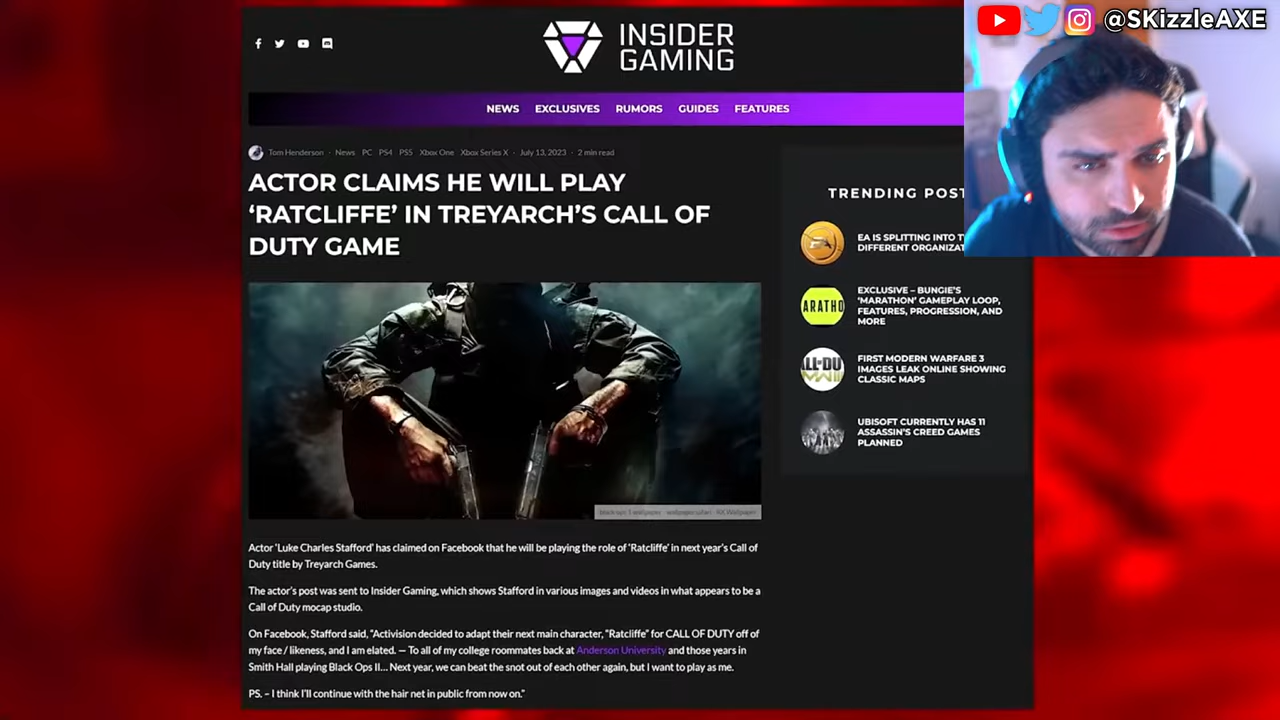 @SKizzleAXE
INSIDER
GAMING
NEWS EXCLUSIVES RUMORS GUIDES FEATURES
Tom Henderson · News PC PS4 PS5 Xbox One Xbox Series X · July 13, 2023 · 2 min read
ACTOR CLAIMS HE WILL PLAY
‘RATCLIFFE’ IN TREYARCH’S CALL OF
DUTY GAME
Actor ‘Luke Charles Stafford’ has claimed on Facebook that he will be playing the role of ‘Ratcliffe’ in next year’s Call of
Duty title by Treyarch Games.
The actor’s post was sent to Insider Gaming, which shows Stafford in various images and videos in what appears to be a
Call of Duty mocap studio.
On Facebook, Stafford said, “Activision decided to adapt their next main character, “Ratcliffe” for CALL OF DUTY off of
my face / likeness, and I am elated. — To all of my college roommates back at Anderson University and those years in
Smith Hall playing Black Ops II… Next year, we can beat the snot out of each other again, but I want to play as me.
PS. – I think I’ll continue with the hair net in public from now on.”
TRENDING POST
EA IS SPLITTING INTO
DIFFERENT
ARATHO
EXCLUSIVE – BUNGIE’S
‘MARATHON’ GAMEPLAY LOOP,
FEATURES, PROGRESSION, AND
MORE
FIRST MODERN WARFARE 3
IMAGES LEAK ONLINE SHOWING
CLASSIC MAPS
UBISOFT CURRENTLY HAS 11
ASSASSIN’S CREED GAMES
PLANNED